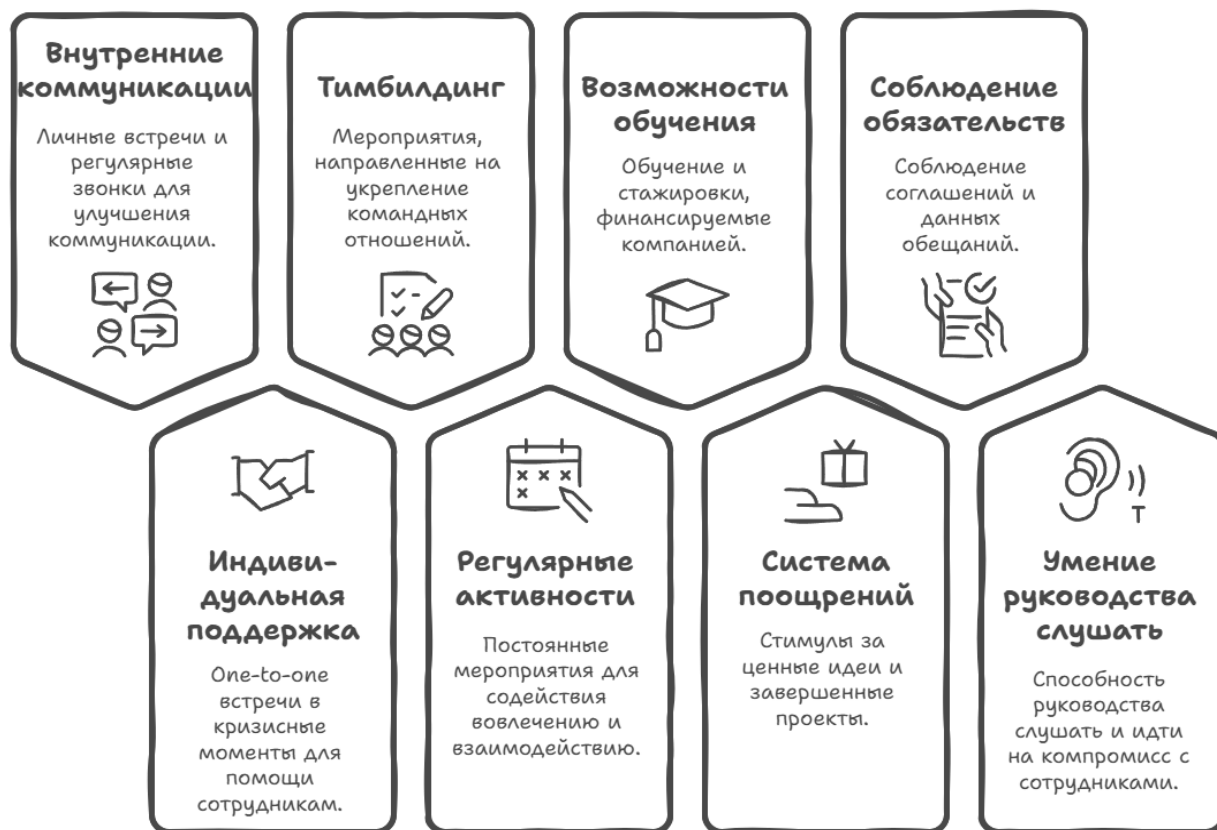 Внутренние
коммуникации
Личные встречи и
регулярные
звонки для
улучшения
коммуникации.
Тимбилдинг
Мероприятия,
направленные на
укрепление
командных
отношений.
Возможности
обучения
Обучение и
стажировки,
финансируемые
компанией.
Соблюдение
обязательств
Соблюдение
соглашений и
данных
обещаний.
Индиви-
дуальная
поддержка
One-to-one
встречи в
кризисные
моменты для
помощи
сотрудникам.
Регулярные
активности
Постоянные
мероприятия для
содействия
вовлечению и
взаимодействию.
Система
поощрений
Стимулы за
ценные идеи и
завершенные
проекты.
T
Умение
руководства
слушать
Способность
руководства
слушать и идти
на компромисс с
сотрудниками.